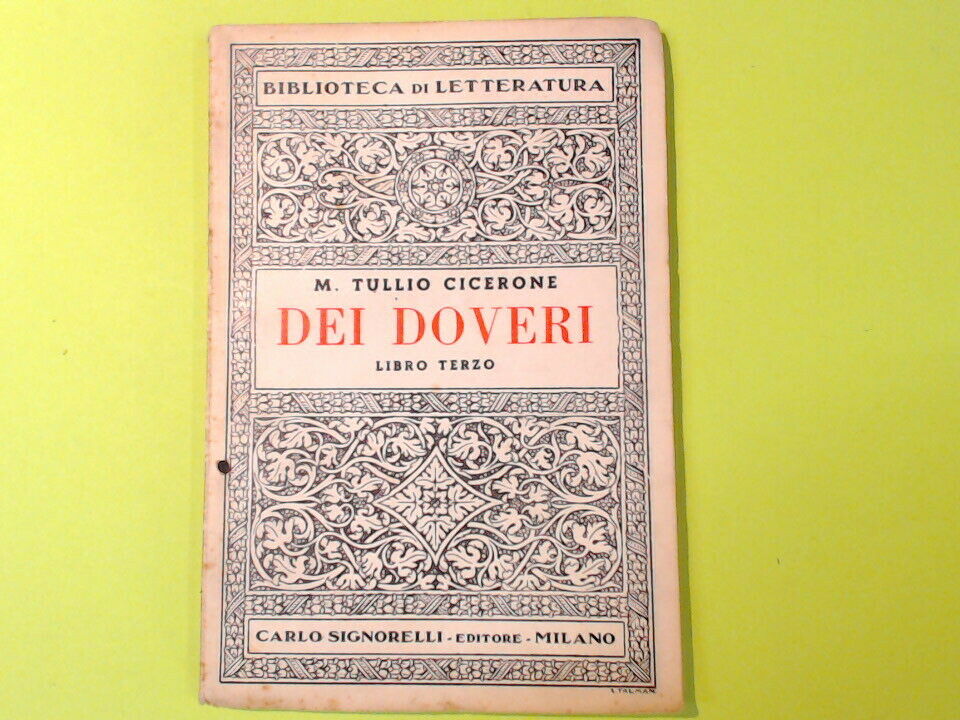 BIBLIOTECA DI LETTERATURA
M. TULLIO CICERONE
DEI DOVERI
LIBRO TERZO
CARLO SIGNORELLI - EDITORE - MILANO